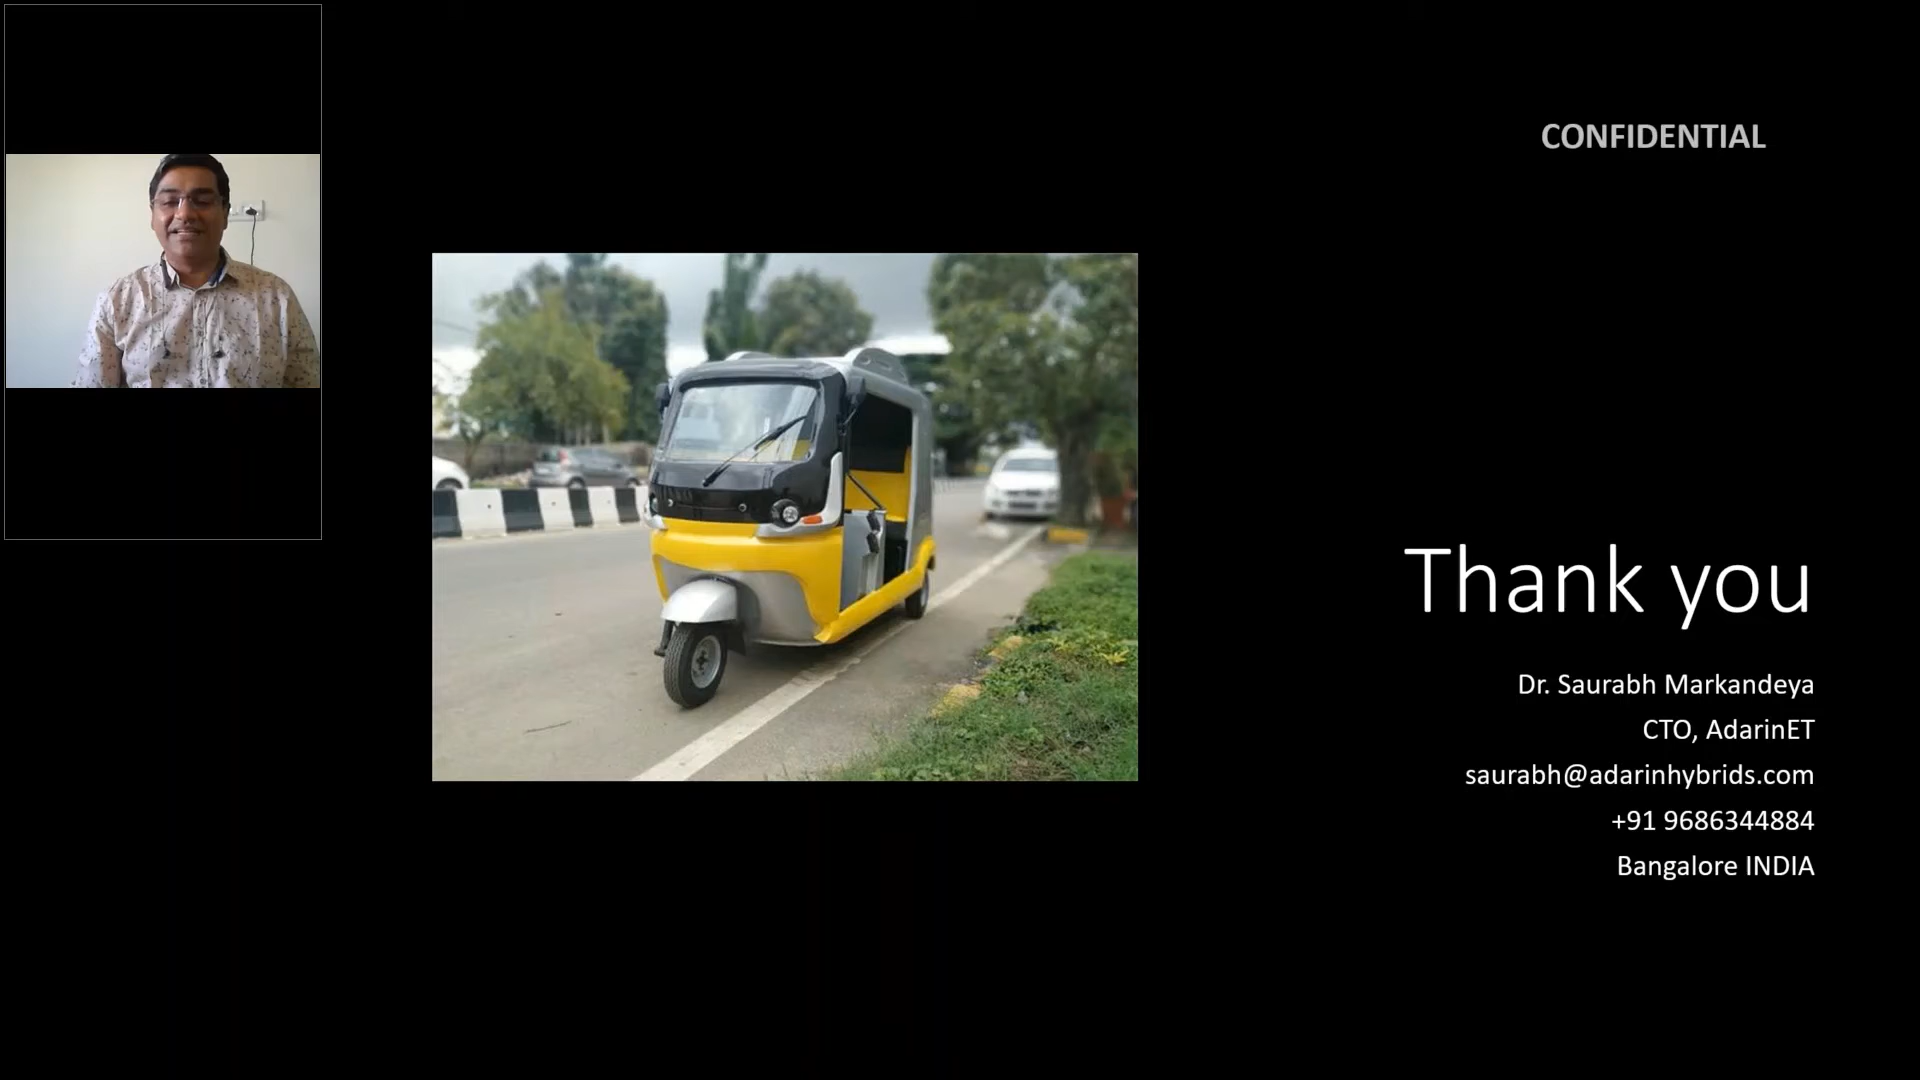 CONFIDENTIAL
Thank you
Dr. Saurabh Markandeya
CTO, AdarinET
saurabh@adarinhybrids.com
+91 9686344884
Bangalore INDIA